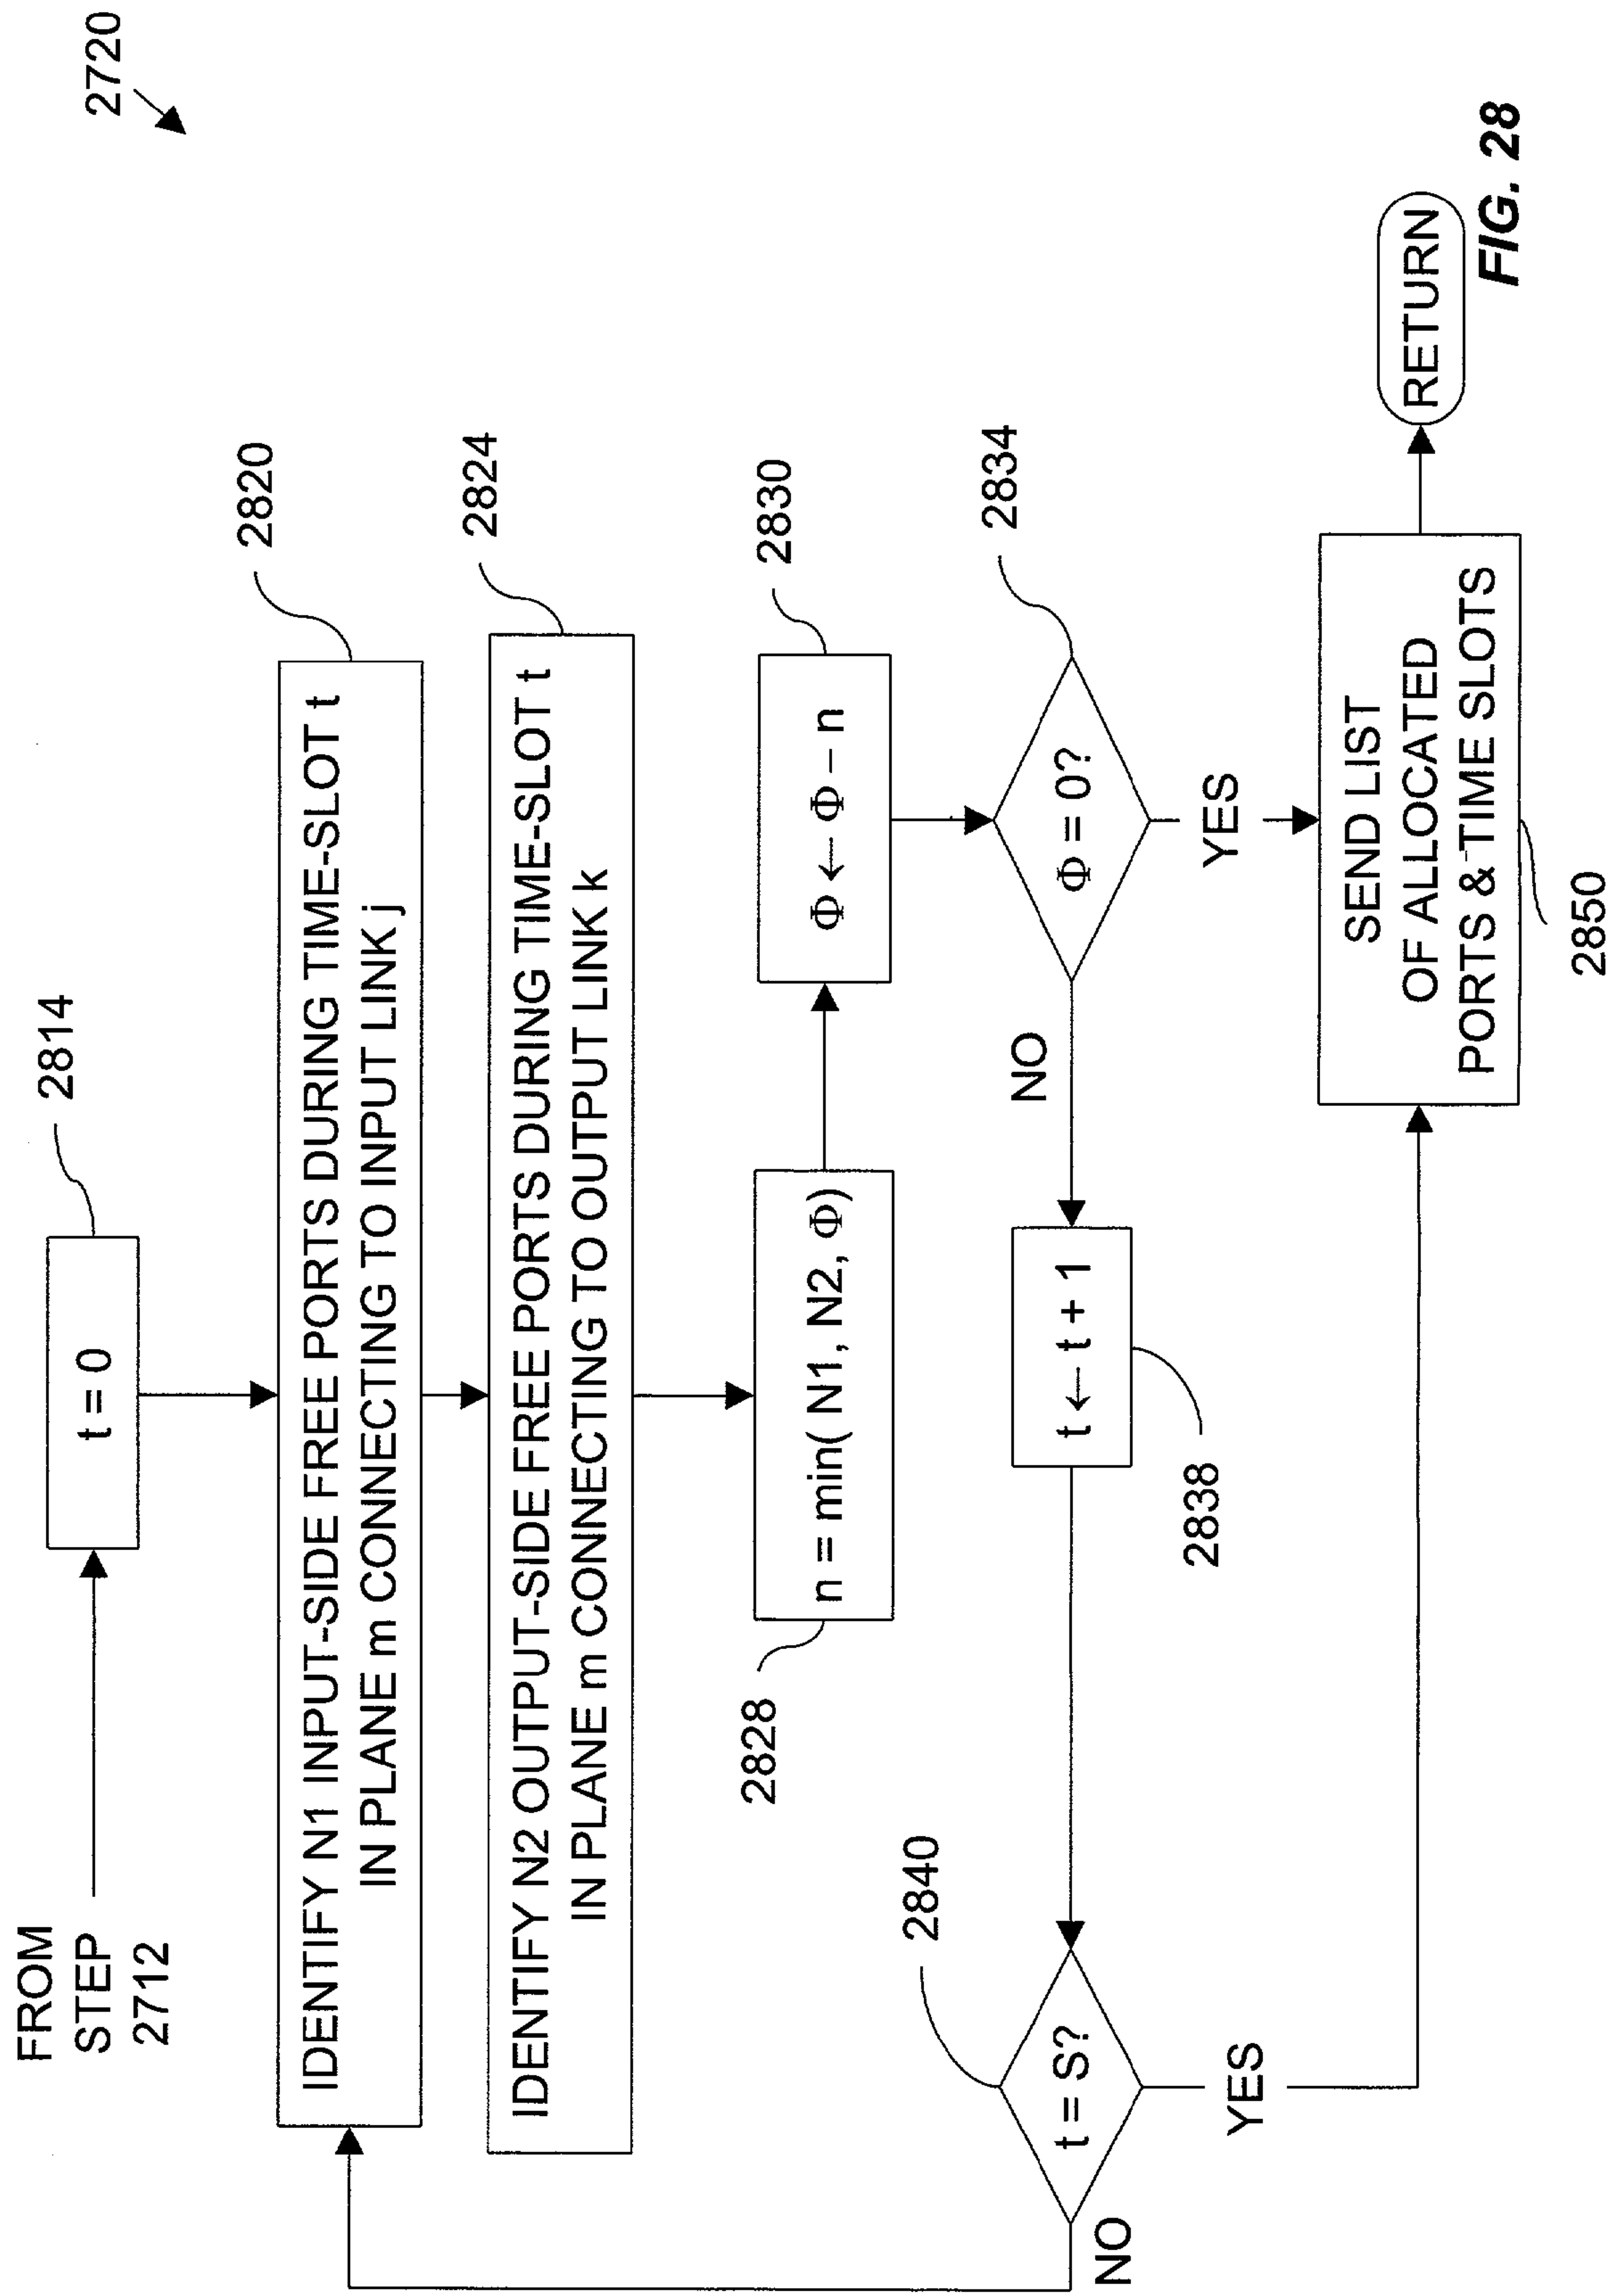 2720
FROM
STEP
2712
t = 0
2814
IDENTIFY N1 INPUT-SIDE FREE PORTS DURING TIME-SLOT t
IN PLANE m CONNECTING TO INPUT LINK j
2820
IDENTIFY N2 OUTPUT-SIDE FREE PORTS DURING TIME-SLOT t
IN PLANE m CONNECTING TO OUTPUT LINK k
2824
n = min( N1, N2, Φ)
2828
Φ ← Φ – n
2830
Φ = 0?
2834
NO
YES
t ← t + 1
2838
t = S?
2840
NO
YES
SEND LIST
OF ALLOCATED
PORTS & TIME SLOTS
2850
RETURN
FIG. 28